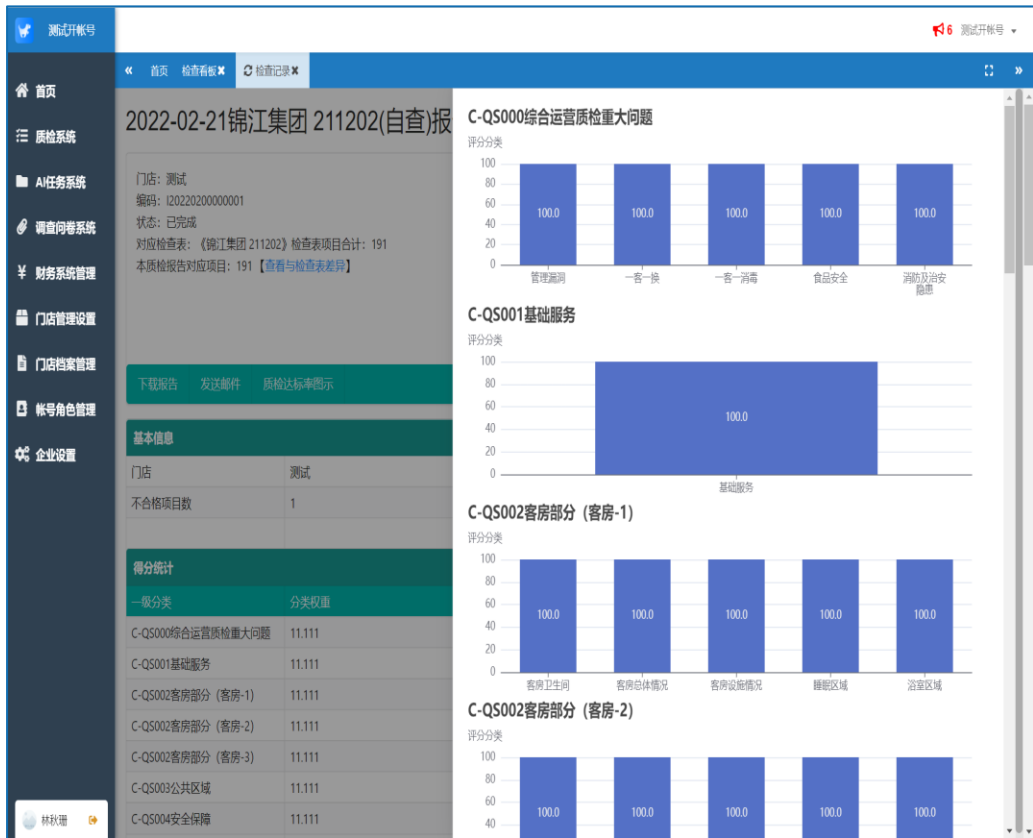 测试开帐号
6 测试开帐号
首页 检查看板 检查记录
首页
质检系统
AI任务系统
调查问卷系统
财务系统管理
门店管理设置
门店档案管理
帐号角色管理
企业设置
林秋珊
2022-02-21锦江集团 211202(自查)报
门店：测试
编码：I20220200000001
状态：已完成
对应检查表：《锦江集团 211202》检查表项目合计：191
本质检报告对应项目：191【查看与检查表差异】
下载报告 发送邮件 质检达标率图示
基本信息
门店 测试
不合格项目数 1
得分统计
一级分类 分类权重
C-QS000综合运营质检重大问题 11.111
C-QS001基础服务 11.111
C-QS002客房部分（客房-1） 11.111
C-QS002客房部分（客房-2） 11.111
C-QS002客房部分（客房-3） 11.111
C-QS003公共区域 11.111
C-QS004安全保障 11.111
C-QS000综合运营质检重大问题
评分分类
100
80
60
40
20
0
100.0 100.0 100.0 100.0 100.0
管理漏洞 一客一换 一客一消毒 食品安全 消防及治安
隐患
C-QS001基础服务
评分分类
100
80
60
40
20
0
100.0
基础服务
C-QS002客房部分（客房-1）
评分分类
100
80
60
40
20
0
100.0 100.0 100.0 100.0 100.0
客房卫生间 客房总体情况 客房设施情况 睡眠区域 浴室区域
C-QS002客房部分（客房-2）
评分分类
100
80
60
40
100.0 100.0 100.0 100.0 100.0